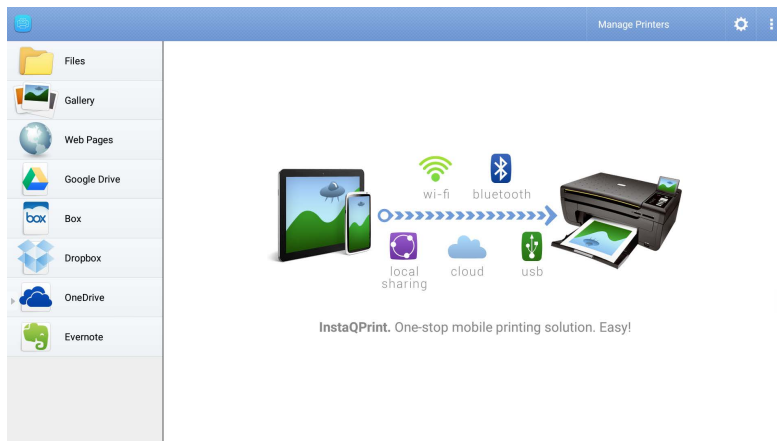 Manage Printers
Files
Gallery
Web Pages
Google Drive
box
Box
Dropbox
OneDrive
Evernote
wi-fi
bluetooth
local
sharing
cloud
usb
InstaQPrint. One-stop mobile printing solution. Easy!